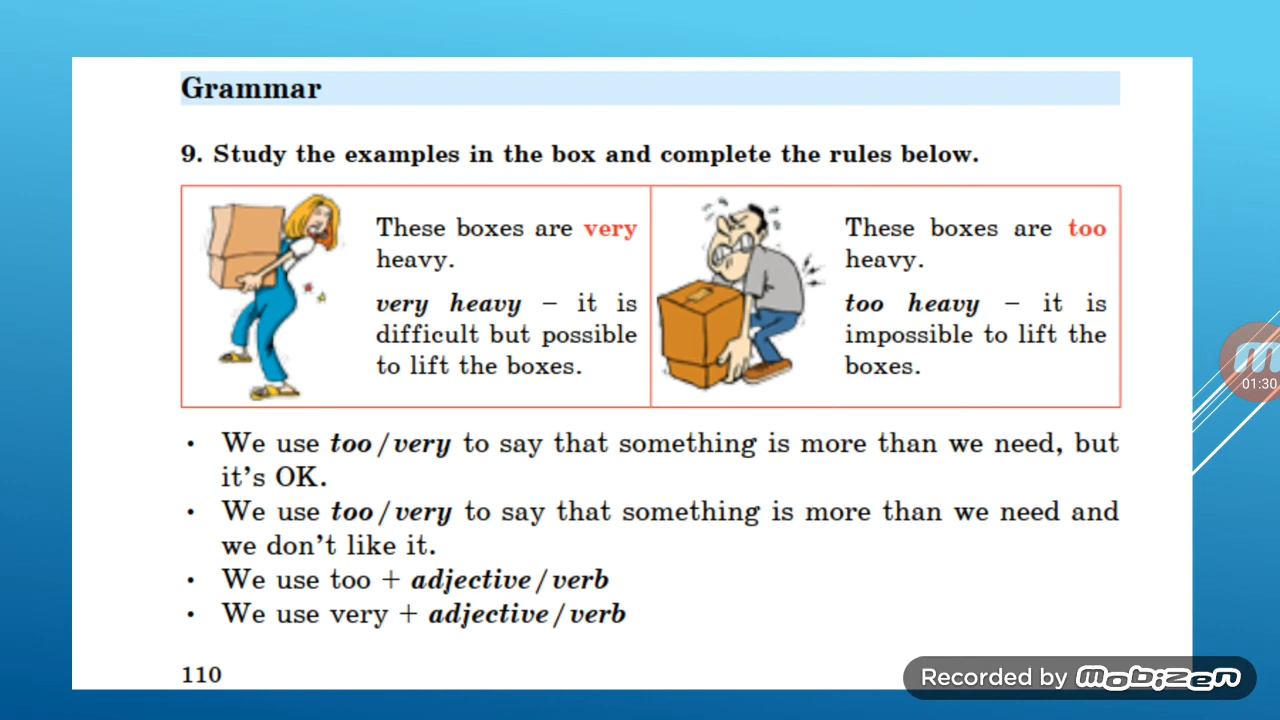 Grammar
9. Study the examples in the box and complete the rules below.
These boxes are very
heavy.
very heavy – it is
difficult but possible
to lift the boxes.
These boxes are too
heavy.
too heavy – it is
impossible to lift the
boxes.
• We use too/very to say that something is more than we need, but
it's OK.
• We use too/very to say that something is more than we need and
we don't like it.
• We use too + adjective/verb
• We use very + adjective/verb
110
01:30
Recorded by mobizen